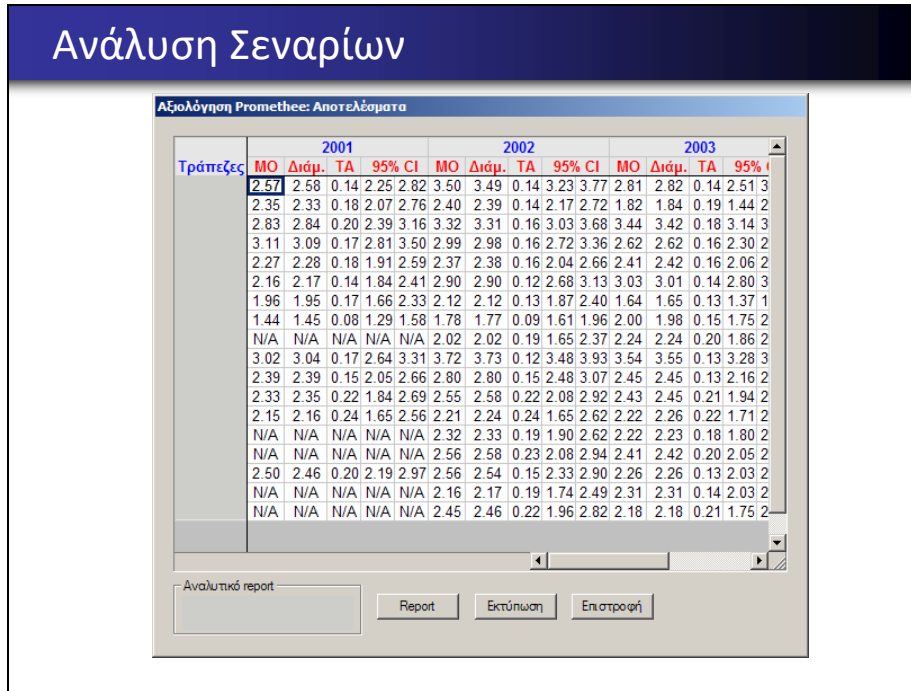 Ανάλυση Σεναρίων
Αξιολόγηση Promethee: Αποτελέσματα
2001 2002 2003
Τράπεζες ΜΟ Διάμ. ΤΑ 95% CI ΜΟ Διάμ. ΤΑ 95% CI ΜΟ Διάμ. ΤΑ 95%
2.57 2.58 0.14 2.25 2.82 3.50 3.49 0.14 3.23 3.77 2.81 2.82 0.14 2.51 3
2.35 2.33 0.18 2.07 2.76 2.40 2.39 0.14 2.17 2.72 1.82 1.84 0.19 1.44 2
2.83 2.84 0.20 2.39 3.16 3.32 3.31 0.16 3.03 3.68 3.44 3.42 0.18 3.14 3
3.11 3.09 0.17 2.81 3.50 2.99 2.98 0.16 2.72 3.36 2.62 2.62 0.16 2.30 2
2.27 2.28 0.18 1.91 2.59 2.37 2.38 0.16 2.04 2.66 2.41 2.42 0.16 2.06 2
2.16 2.17 0.14 1.84 2.41 2.90 2.90 0.12 2.68 3.13 3.03 3.01 0.14 2.80 3
1.96 1.95 0.17 1.66 2.33 2.12 2.12 0.13 1.87 2.40 1.64 1.65 0.13 1.37 1
1.44 1.45 0.08 1.29 1.58 1.78 1.77 0.09 1.61 1.96 2.00 1.98 0.15 1.75 2
N/A N/A N/A N/A N/A 2.02 2.02 0.19 1.65 2.37 2.24 2.24 0.20 1.86 2
3.02 3.04 0.17 2.64 3.31 3.72 3.73 0.12 3.48 3.93 3.54 3.55 0.13 3.28 3
2.39 2.39 0.15 2.05 2.66 2.80 2.80 0.15 2.48 3.07 2.45 2.45 0.13 2.16 2
2.33 2.35 0.22 1.84 2.69 2.55 2.58 0.22 2.08 2.92 2.43 2.45 0.21 1.94 2
2.15 2.16 0.24 1.65 2.56 2.21 2.24 0.24 1.65 2.62 2.22 2.26 0.22 1.71 2
N/A N/A N/A N/A N/A 2.32 2.33 0.19 1.90 2.62 2.22 2.23 0.18 1.80 2
N/A N/A N/A N/A N/A 2.56 2.58 0.23 2.08 2.94 2.41 2.42 0.20 2.05 2
2.50 2.46 0.20 2.19 2.97 2.56 2.54 0.15 2.33 2.90 2.26 2.26 0.13 2.03 2
N/A N/A N/A N/A N/A 2.16 2.17 0.19 1.74 2.49 2.31 2.31 0.14 2.03 2
N/A N/A N/A N/A N/A 2.45 2.46 0.22 1.96 2.82 2.18 2.18 0.21 1.75 2
Αναλυτικό report
Report Εκτύπωση Επιστροφή